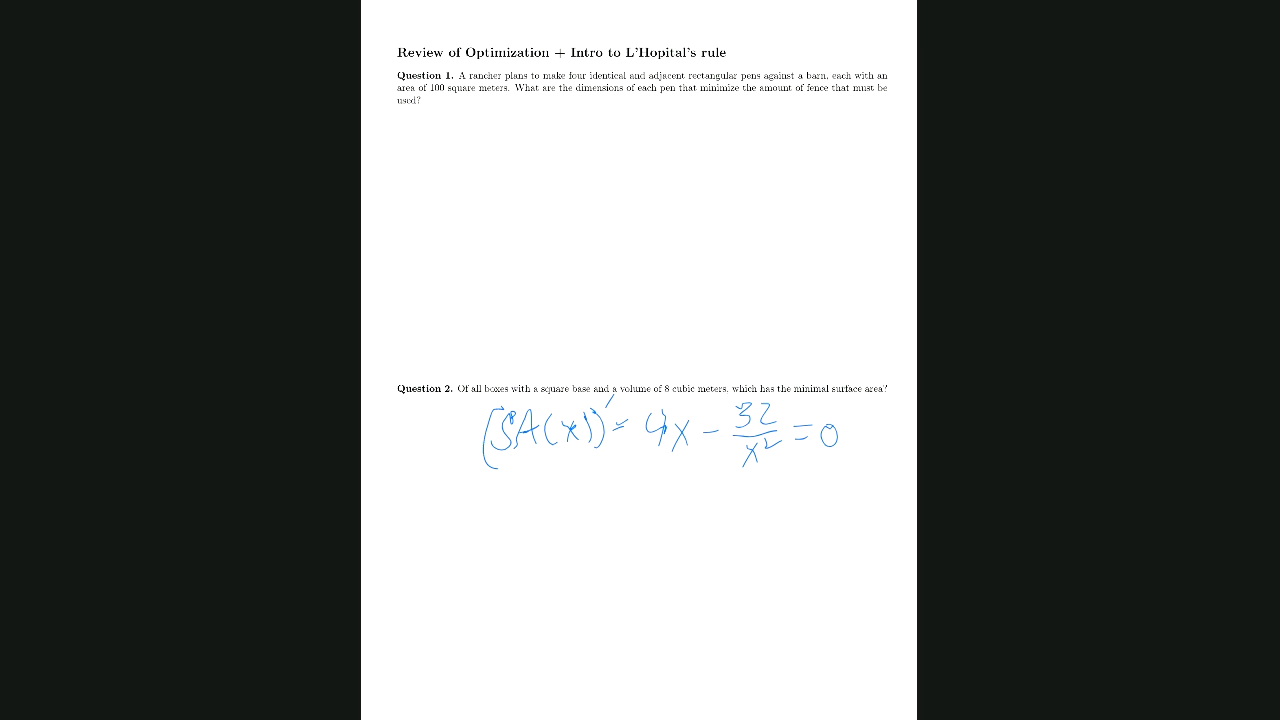 Review of Optimization + Intro to L'Hopital's rule
Question 1. A rancher plans to make four identical and adjacent rectangular pens against a barn, each with an
area of 100 square meters. What are the dimensions of each pen that minimize the amount of fence that must be
used?
Question 2. Of all boxes with a square base and a volume of 8 cubic meters, which has the minimal surface area?
(SA(x))' = 4x - 32/x² = 0